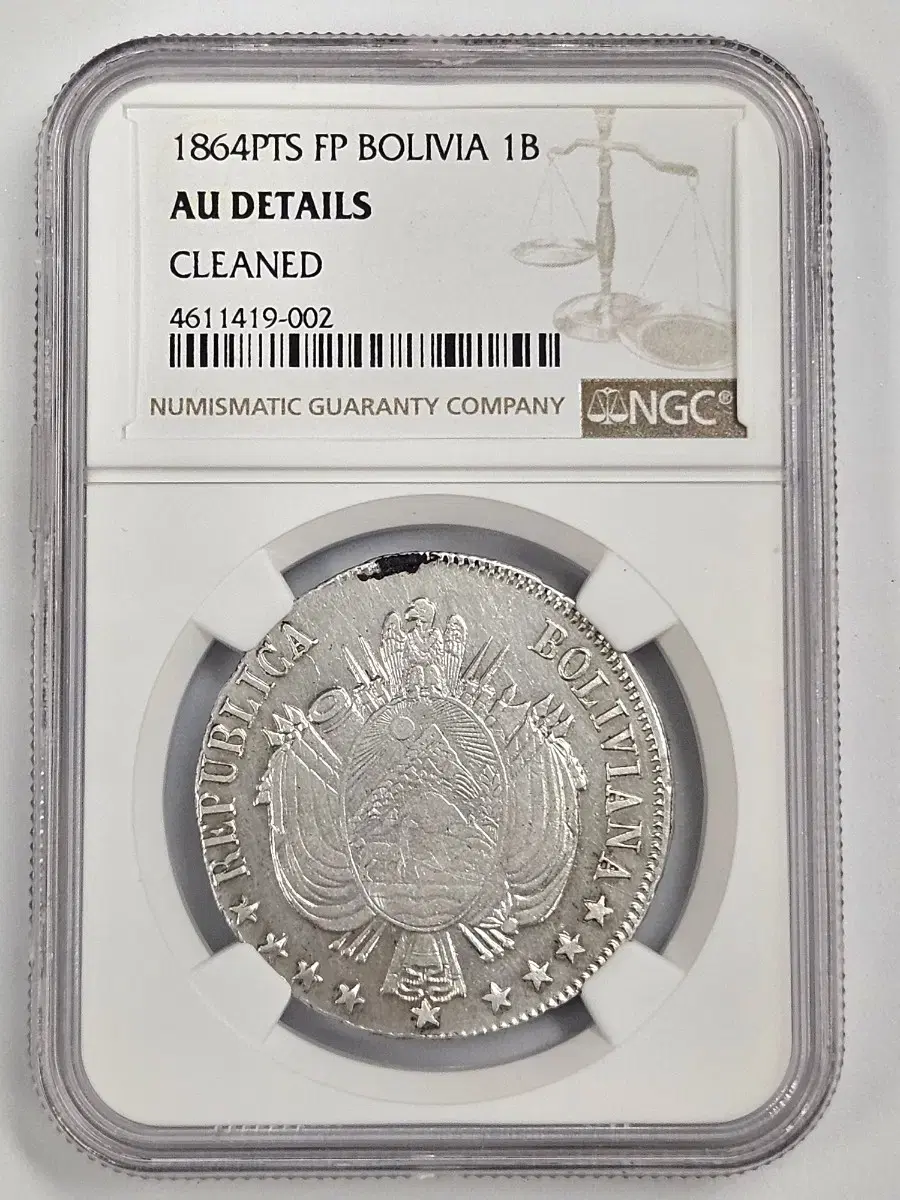 1864PTS FP BOLIVIA 1B
AU DETAILS
CLEANED
4611419-002
NUMISMATIC GUARANTY COMPANY
NGC®
REPUBLICA BOLIVIANA